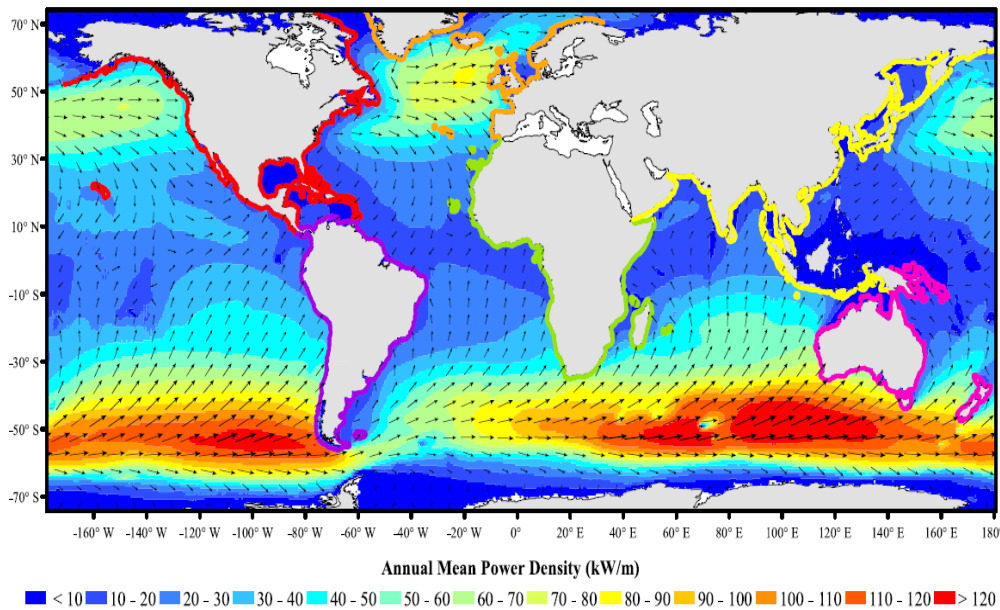 70° N
50° N
30° N
10° N
-10° S
-30° S
-50° S
-70° S
-160° W -140° W -120° W -100° W -80° W -60° W -40° W -20° W 0° 20° E 40° E 60° E 80° E 100° E 120° E 140° E 160° E 180° E
Annual Mean Power Density (kW/m)
< 10 10 - 20 20 - 30 30 - 40 40 - 50 50 - 60 60 - 70 70 - 80 80 - 90 90 - 100 100 - 110 110 - 120 > 120